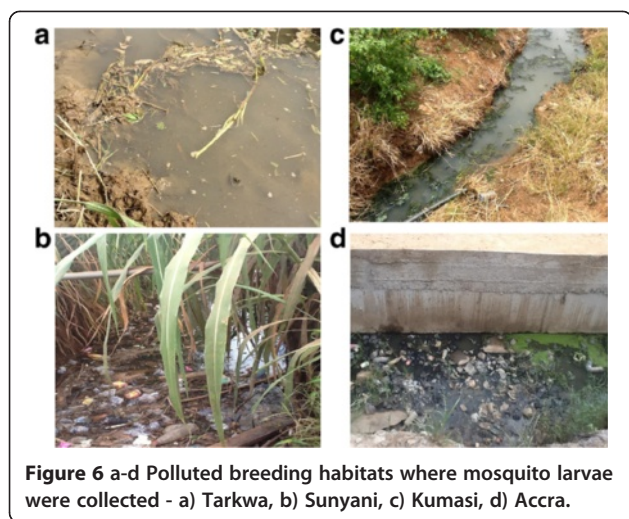 a
c
b
d
Figure 6 a-d Polluted breeding habitats where mosquito larvae
were collected - a) Tarkwa, b) Sunyani, c) Kumasi, d) Accra.